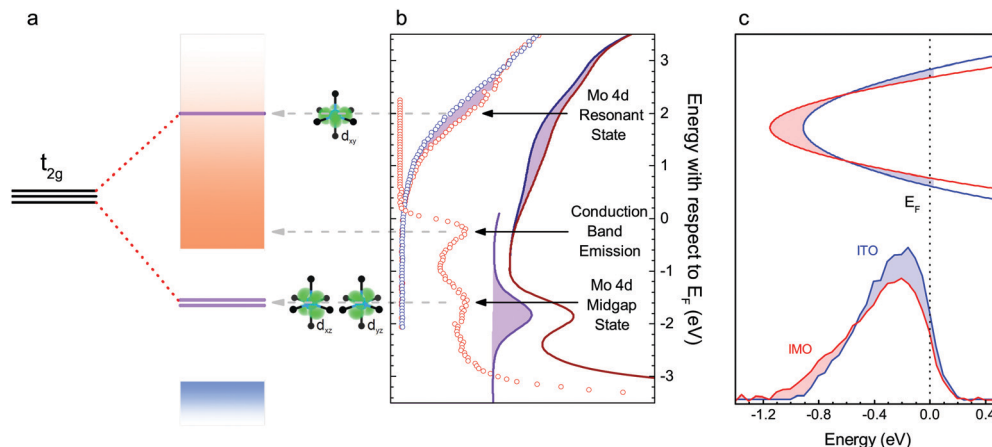 a
t2g
dxy
dxz
dyz
b
Mo 4d
Resonant
State
Conduction
Band
Emission
Mo 4d
Midgap
State
3
2
1
0
-1
-2
-3
Energy with respect to EF (eV)
c
EF
ITO
IMO
-1.2 -0.8 -0.4 0.0 0.4
Energy (eV)